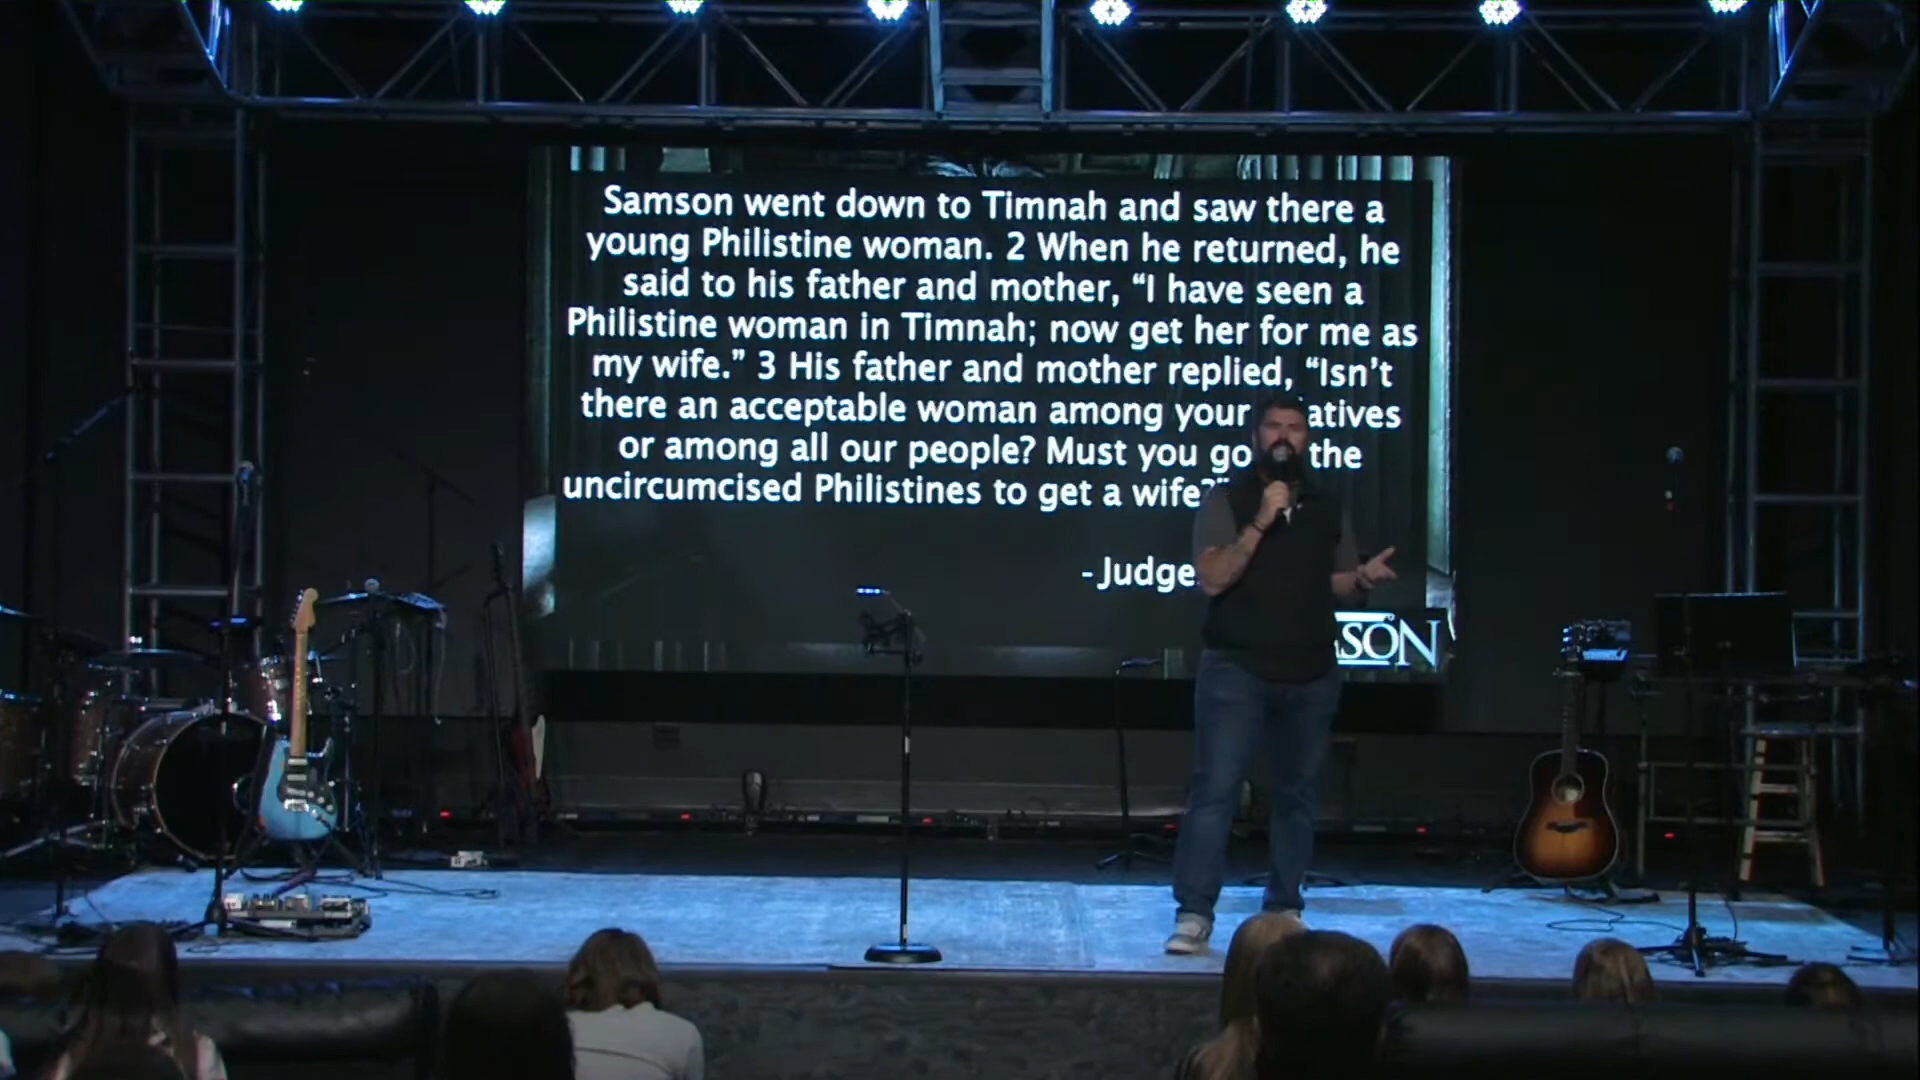 Samson went down to Timnah and saw there a
young Philistine woman. 2 When he returned, he
said to his father and mother, “I have seen a
Philistine woman in Timnah; now get her for me as
my wife.” 3 His father and mother replied, “Isn’t
there an acceptable woman among your atives
or among all our people? Must you go the
uncircumcised Philistines to get a wife?”
- Judge
SON